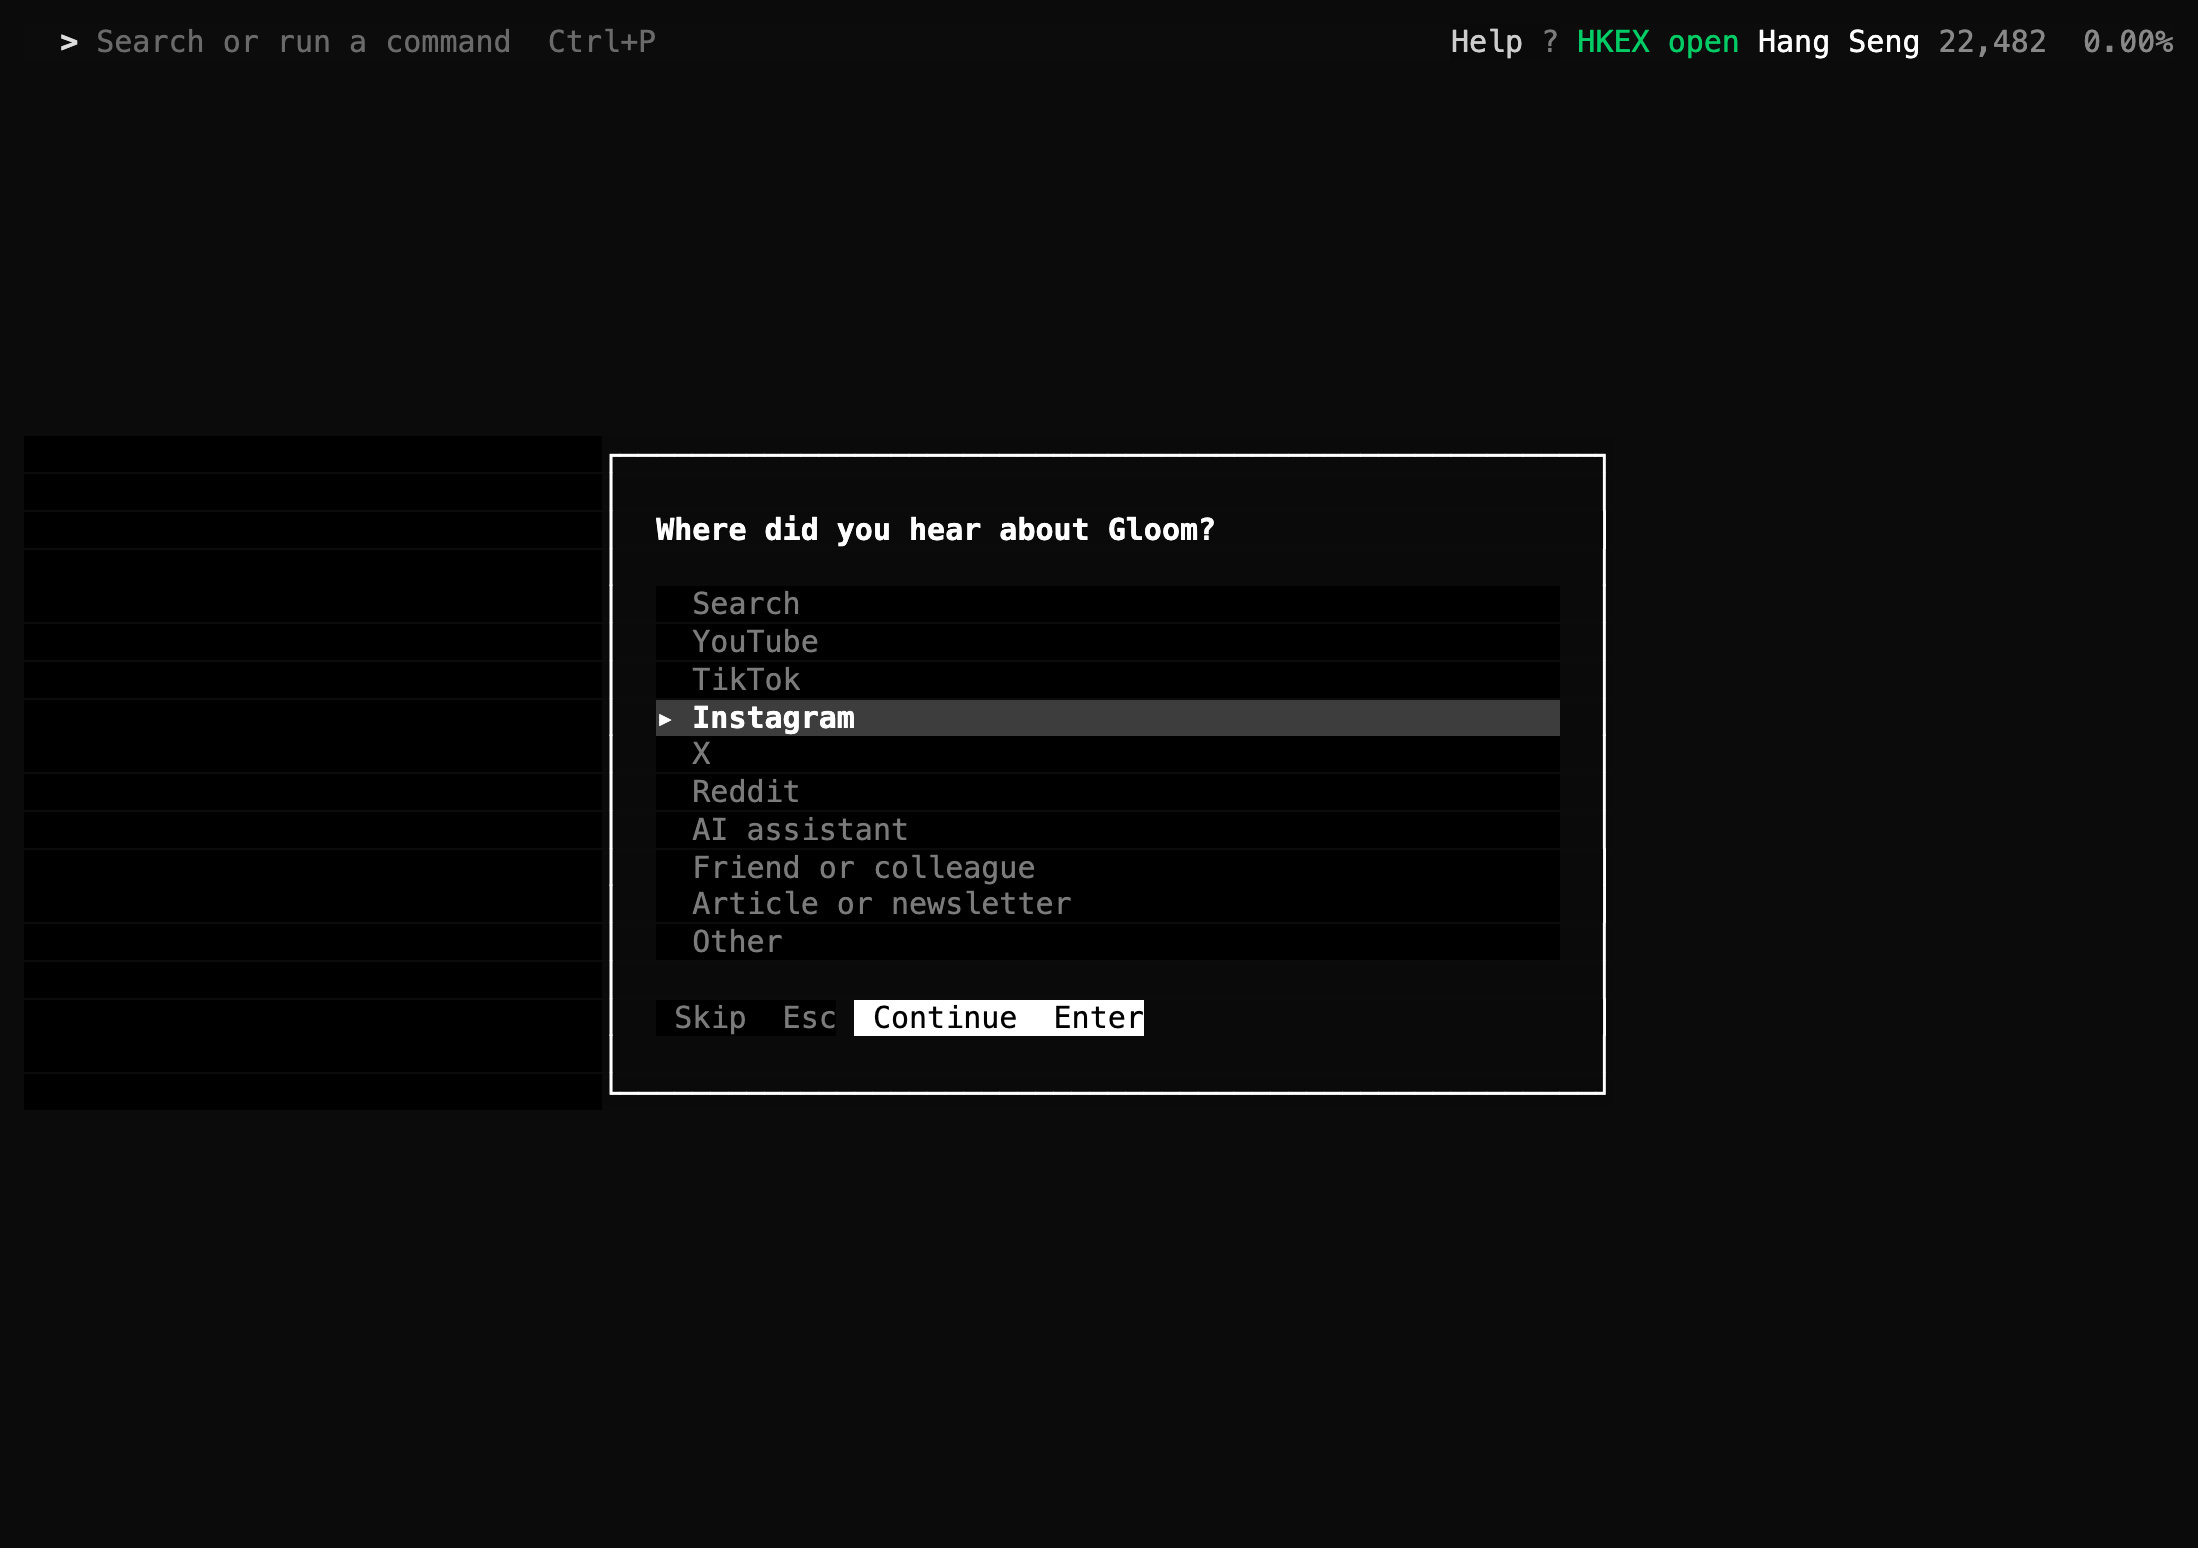 > Search or run a command  Ctrl+P
Help ? HKEX open Hang Seng 22,482  0.00%
Where did you hear about Gloom?
Search
YouTube
TikTok
▶ Instagram
X
Reddit
AI assistant
Friend or colleague
Article or newsletter
Other
Skip  Esc  Continue  Enter